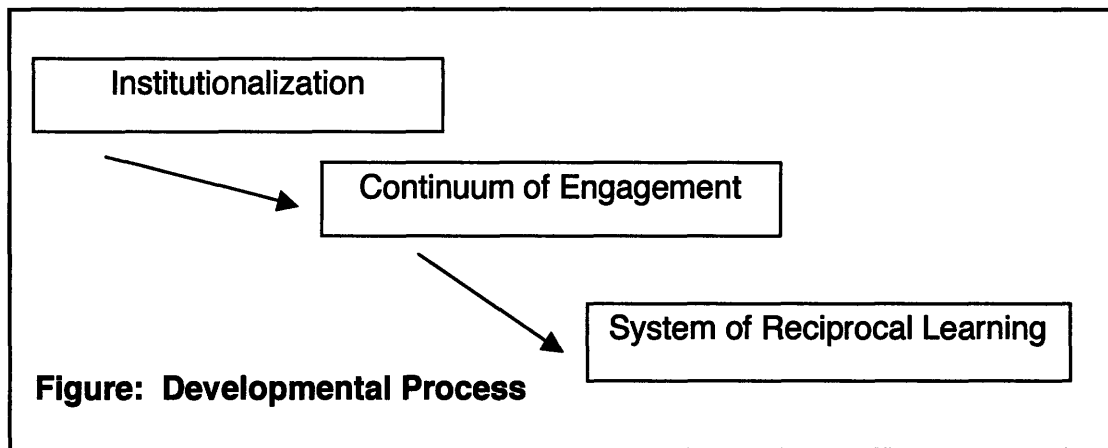 Institutionalization
Continuum of Engagement
System of Reciprocal Learning
Figure: Developmental Process